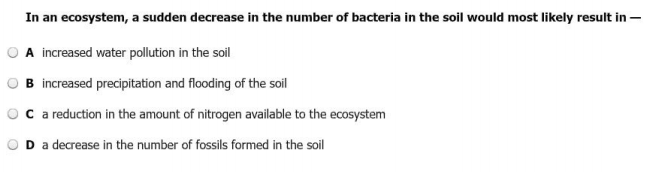 In an ecosystem, a sudden decrease in the number of bacteria in the soil would most likely result in —
A increased water pollution in the soil
B increased precipitation and flooding of the soil
C a reduction in the amount of nitrogen available to the ecosystem
D a decrease in the number of fossils formed in the soil